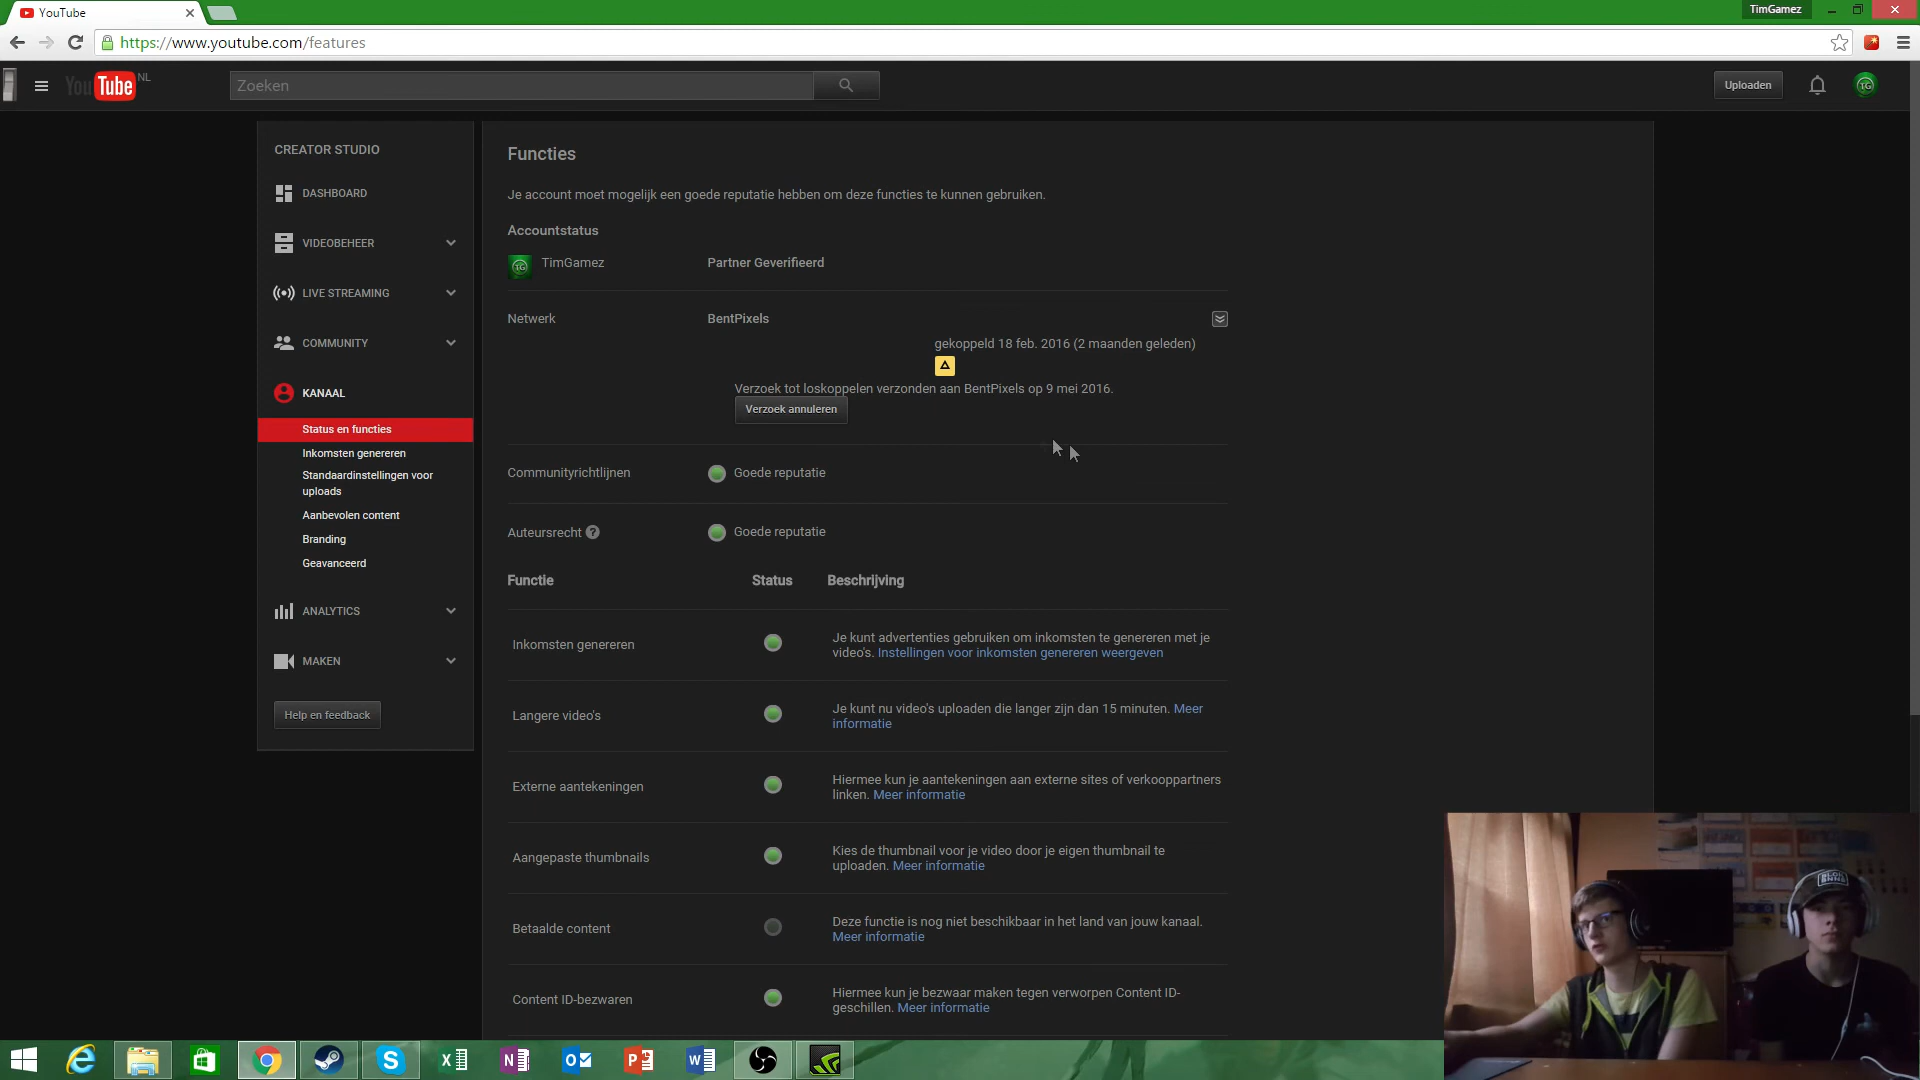 YouTube
TimGamez
https://www.youtube.com/features
YouTube NL
Zoeken
Uploaden
TG
CREATOR STUDIO
DASHBOARD
VIDEOBEHEER
LIVE STREAMING
COMMUNITY
KANAAL
Status en functies
Inkomsten genereren
Standaardinstellingen voor
uploads
Aanbevolen content
Branding
Geavanceerd
ANALYTICS
MAKEN
Help en feedback
Functies
Je account moet mogelijk een goede reputatie hebben om deze functies te kunnen gebruiken.
Accountstatus
TG TimGamez Partner Geverifieerd
Netwerk BentPixels
gekoppeld 18 feb. 2016 (2 maanden geleden)
Verzoek tot loskoppelen verzonden aan BentPixels op 9 mei 2016.
Verzoek annuleren
Communityrichtlijnen Goede reputatie
Auteursrecht ? Goede reputatie
Functie Status Beschrijving
Inkomsten genereren
Je kunt advertenties gebruiken om inkomsten te genereren met je
video's. Instellingen voor inkomsten genereren weergeven
Langere video's
Je kunt nu video's uploaden die langer zijn dan 15 minuten. Meer
informatie
Externe aantekeningen
Hiermee kun je aantekeningen aan externe sites of verkooppartners
linken. Meer informatie
Aangepaste thumbnails
Kies de thumbnail voor je video door je eigen thumbnail te
uploaden. Meer informatie
Betaalde content
Deze functie is nog niet beschikbaar in het land van jouw kanaal.
Meer informatie
Content ID-bezwaren
Hiermee kun je bezwaar maken tegen verworpen Content ID-
geschillen. Meer informatie